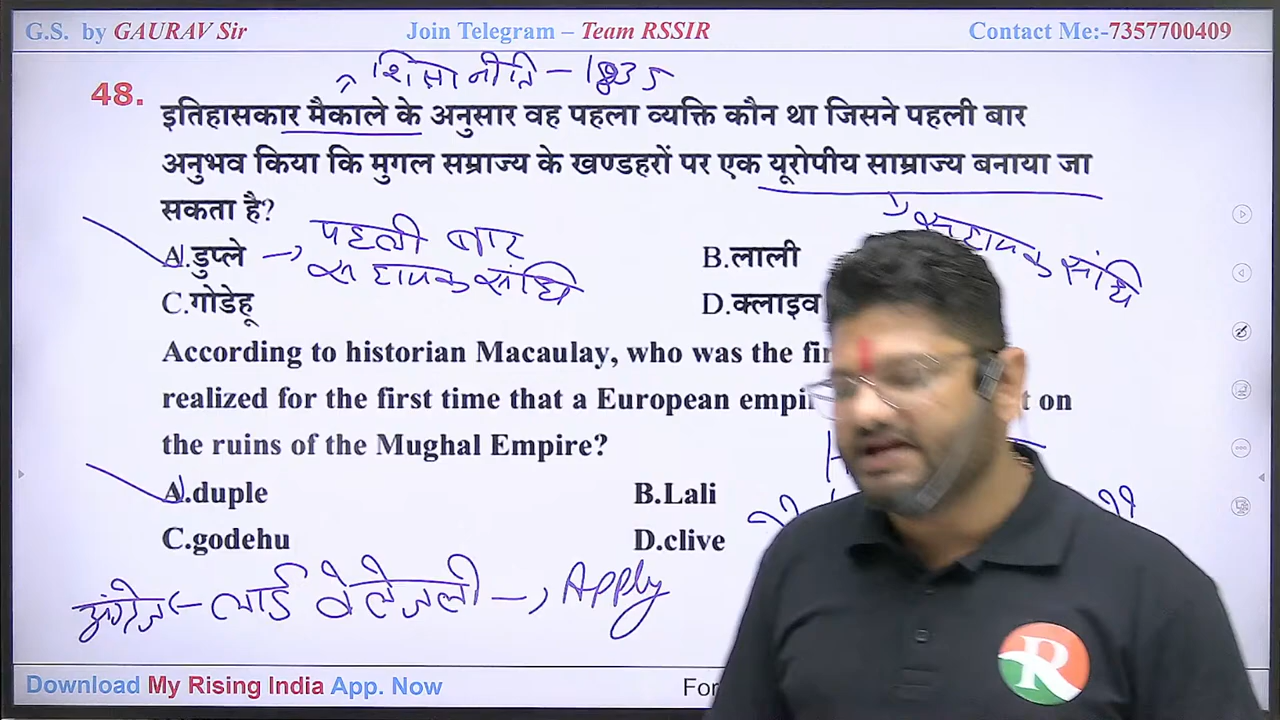 G.S. by GAURAV Sir Join Telegram – Team RSSIR Contact Me:-7357700409
शिक्षा नीति – 1835
48. इतिहासकार मैकाले के अनुसार वह पहला व्यक्ति कौन था जिसने पहली बार
अनुभव किया कि मुगल सम्राज्य के खण्डहरों पर एक यूरोपीय साम्राज्य बनाया जा
सकता है?
पहली बार
सहायक संधि
सहायक संधि
A.डुप्ले B.लाली
C.गोडेहू D.क्लाइव
According to historian Macaulay, who was the
realized for the first time that a European on
the ruins of the Mughal Empire?
A.duple B.Lali
C.godehu D.clive
अंग्रेज – लार्ड वेलेजली → Apply
Download My Rising India App. Now
R